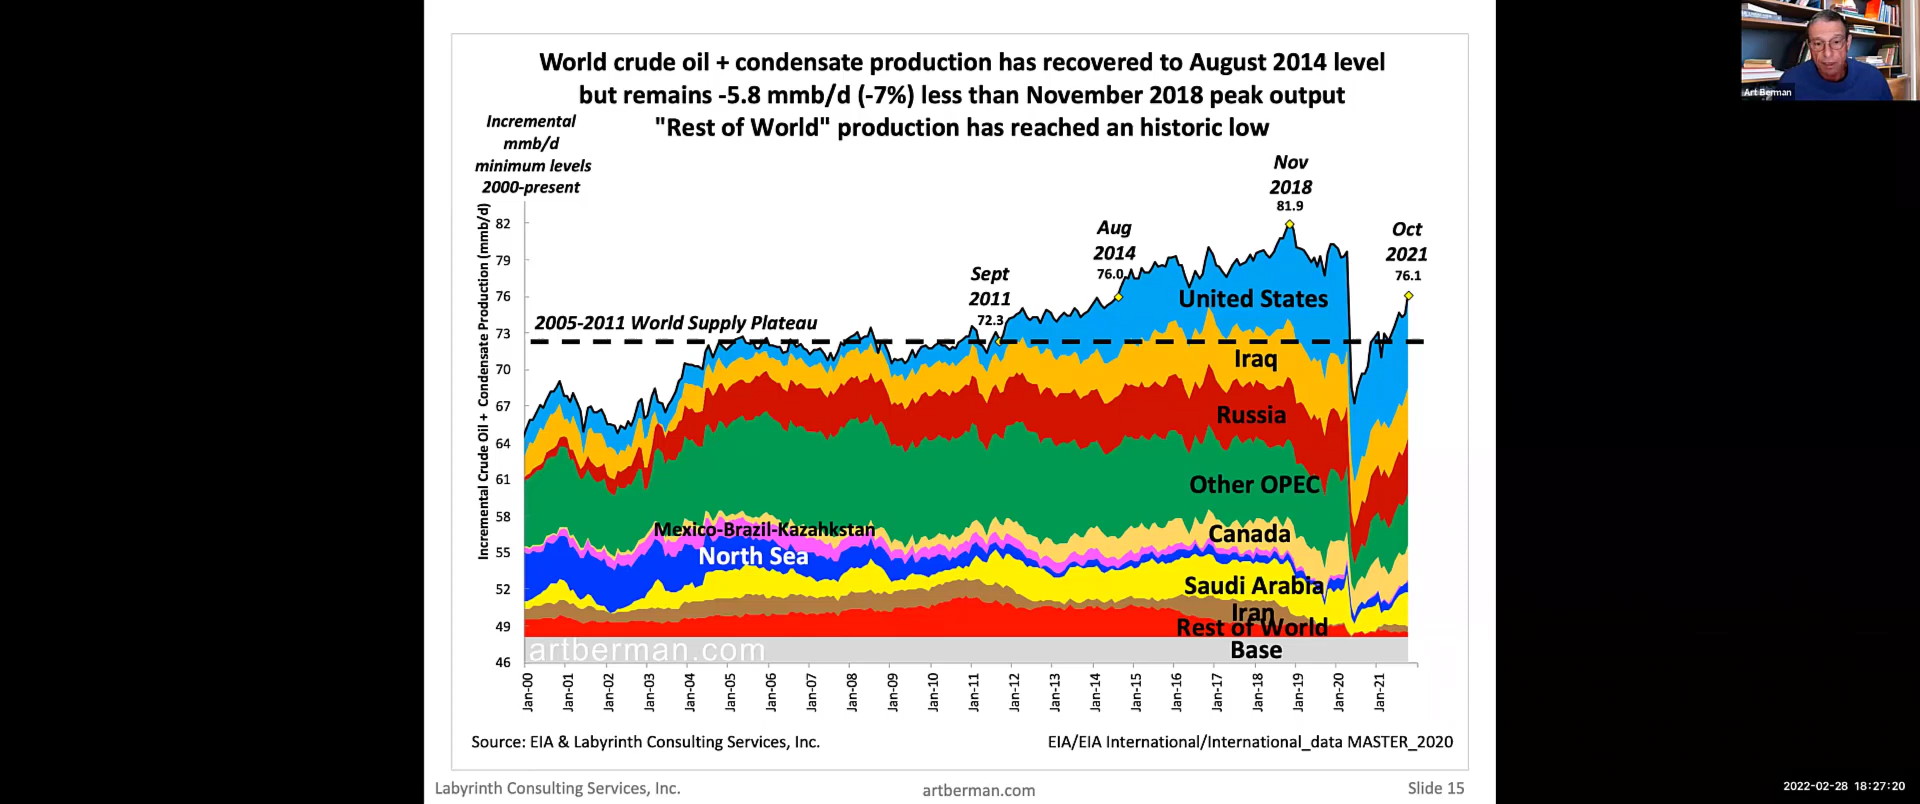 World crude oil + condensate production has recovered to August 2014 level
but remains -5.8 mmb/d (-7%) less than November 2018 peak output
"Rest of World" production has reached an historic low
Incremental
mmb/d
minimum levels
2000-present
Incremental Crude Oil + Condensate Production (mmb/d)
82
79
76
73
70
67
64
61
58
55
52
49
46
2005-2011 World Supply Plateau
Sept
2011
72.3
Aug
2014
76.0
Nov
2018
81.9
Oct
2021
76.1
United States
Iraq
Russia
Other OPEC
Canada
Mexico-Brazil-Kazahkstan
North Sea
Saudi Arabia
Iran
Rest of World
Base
artberman.com
Jan-00
Jan-01
Jan-02
Jan-03
Jan-04
Jan-05
Jan-06
Jan-07
Jan-08
Jan-09
Jan-10
Jan-11
Jan-12
Jan-13
Jan-14
Jan-15
Jan-16
Jan-17
Jan-18
Jan-19
Jan-20
Jan-21
Source: EIA & Labyrinth Consulting Services, Inc.
EIA/EIA International/International_data MASTER_2020
Labyrinth Consulting Services, Inc.
artberman.com
Slide 15
Art Berman
2022-02-28 18:27:20